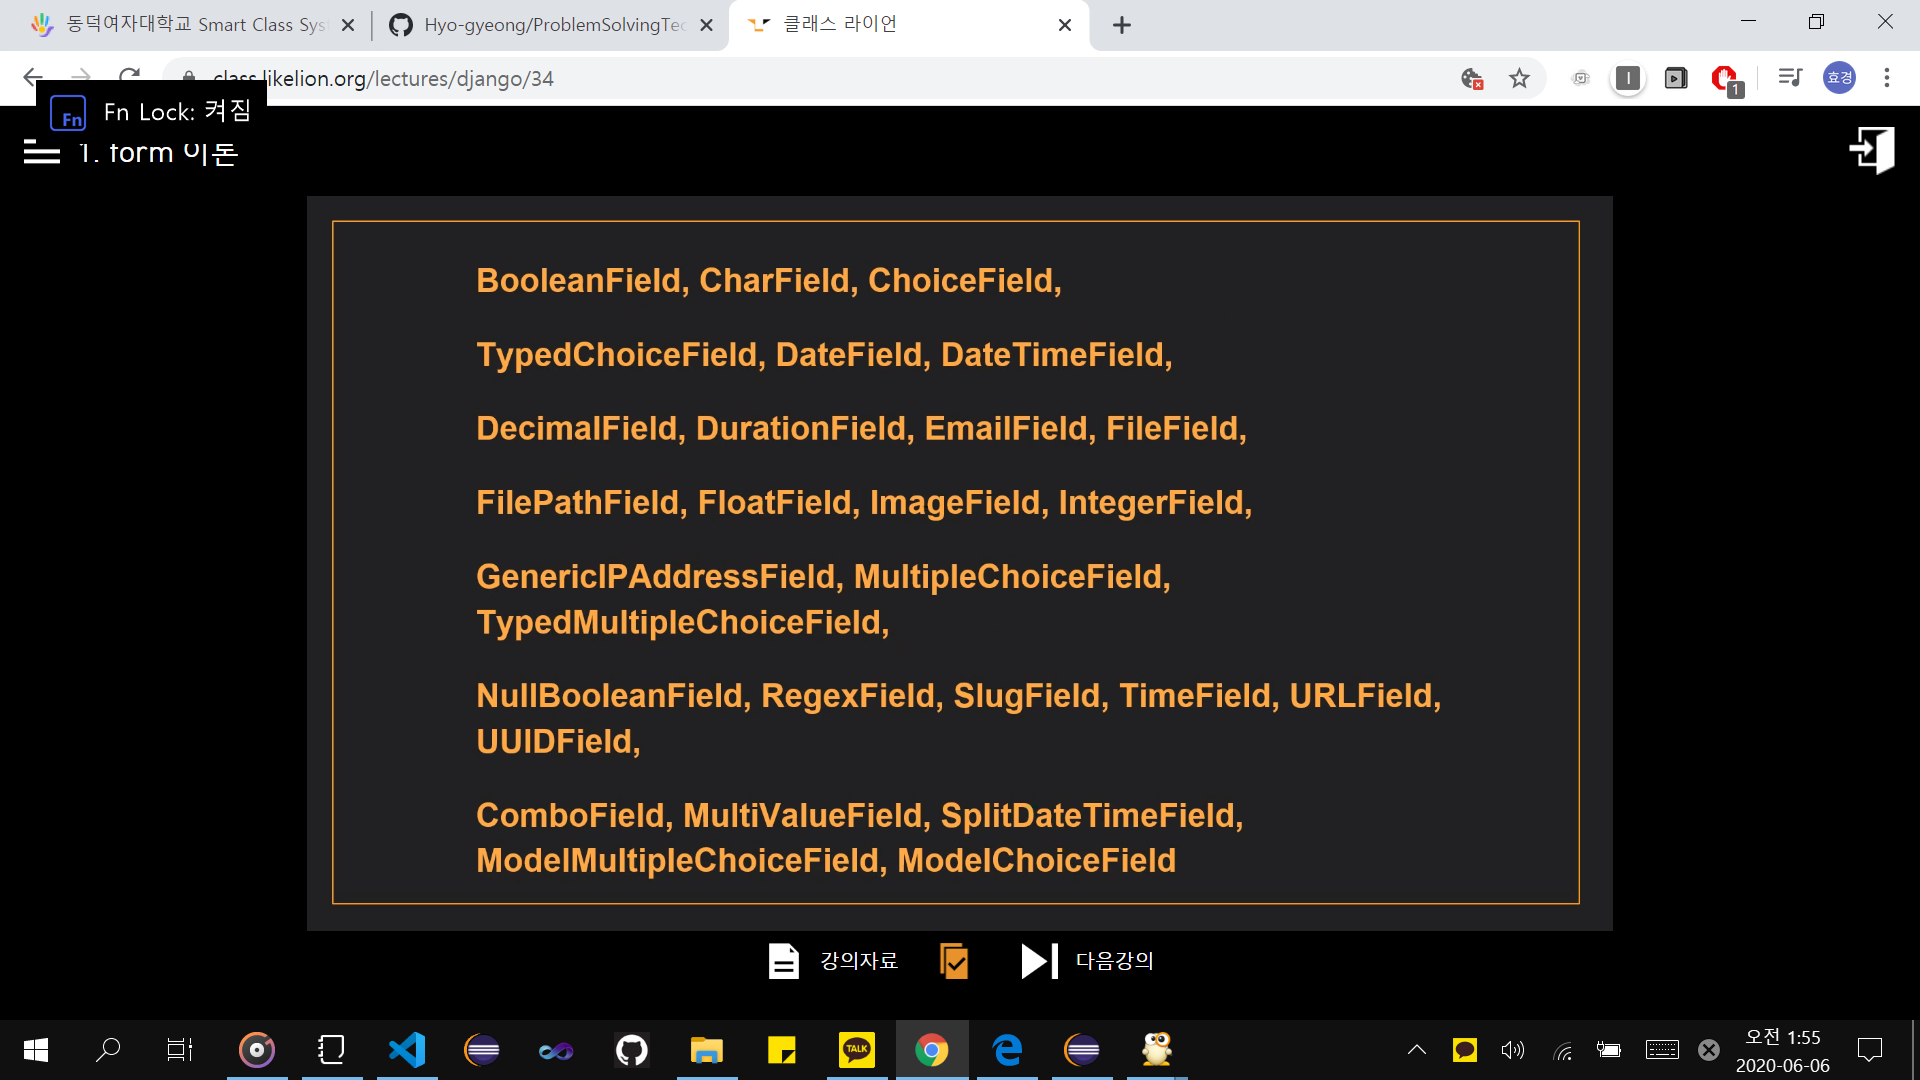 동덕여자대학교 Smart Class Sys
Hyo-gyeong/ProblemSolvingTec
클래스 라이언
class.likelion.org/lectures/django/34
1
효경
Fn
Fn Lock: 켜짐
1. form 이론
BooleanField, CharField, ChoiceField,
TypedChoiceField, DateField, DateTimeField,
DecimalField, DurationField, EmailField, FileField,
FilePathField, FloatField, ImageField, IntegerField,
GenericIPAddressField, MultipleChoiceField,
TypedMultipleChoiceField,
NullBooleanField, RegexField, SlugField, TimeField, URLField,
UUIDField,
ComboField, MultiValueField, SplitDateTimeField,
ModelMultipleChoiceField, ModelChoiceField
강의자료
다음강의
TALK
오전 1:55
2020-06-06